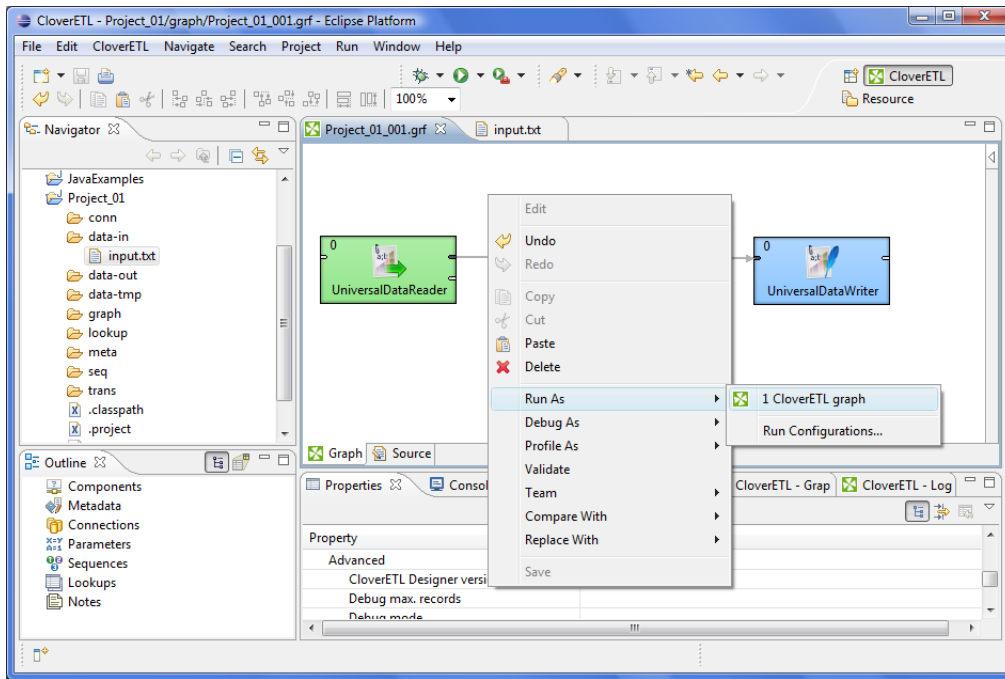 CloverETL - Project_01/graph/Project_01_001.grf - Eclipse Platform
File Edit CloverETL Navigate Search Project Run Window Help
CloverETL
100%
Resource
Navigator
Project_01_001.grf
input.txt
JavaExamples
Project_01
conn
data-in
input.txt
data-out
data-tmp
graph
lookup
meta
seq
trans
.classpath
.project
0
UniversalDataReader
0
UniversalDataWriter
Edit
Undo
Redo
Copy
Cut
Paste
Delete
Run As
Debug As
Profile As
Validate
Team
Compare With
Replace With
Save
1 CloverETL graph
Run Configurations...
Graph
Source
Outline
Components
Metadata
Connections
Parameters
Sequences
Lookups
Notes
Properties
Consol
CloverETL - Grap
CloverETL - Log
Property
Advanced
CloverETL Designer versi
Debug max. records
Debug mode